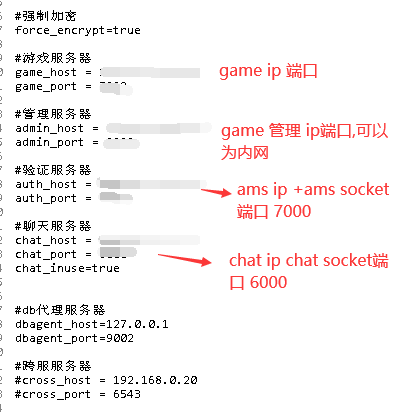 #强制加密
force_encrypt=true
#游戏服务器
game_host =
game_port =
game ip 端口
#管理服务器
admin_host =
admin_port =
game 管理 ip端口,可以
为内网
#验证服务器
auth_host =
auth_port =
ams ip +ams socket
端口 7000
#聊天服务器
chat_host =
chat_port =
chat_inuse=true
chat ip chat socket端
口 6000
#db代理服务器
dbagent_host=127.0.0.1
dbagent_port=9002
#跨服服务器
#cross_host = 192.168.0.20
#cross_port = 6543